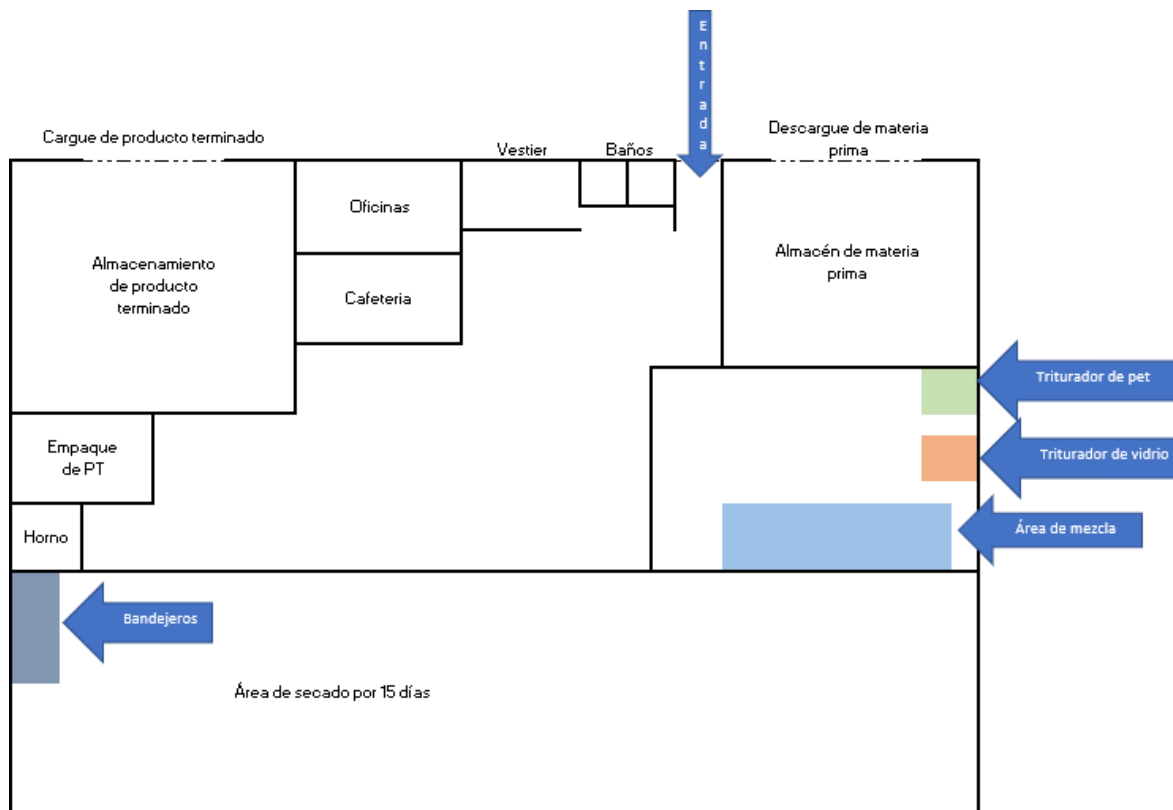 Entrada
Cargue de producto terminado
Vestier
Baños
Descargue de materia
prima
Oficinas
Almacenamiento
de producto
terminado
Almacén de materia
prima
Cafeteria
Triturador de pet
Empaque
de PT
Triturador de vidrio
Horno
Área de mezcla
Bandejeros
Área de secado por 15 días